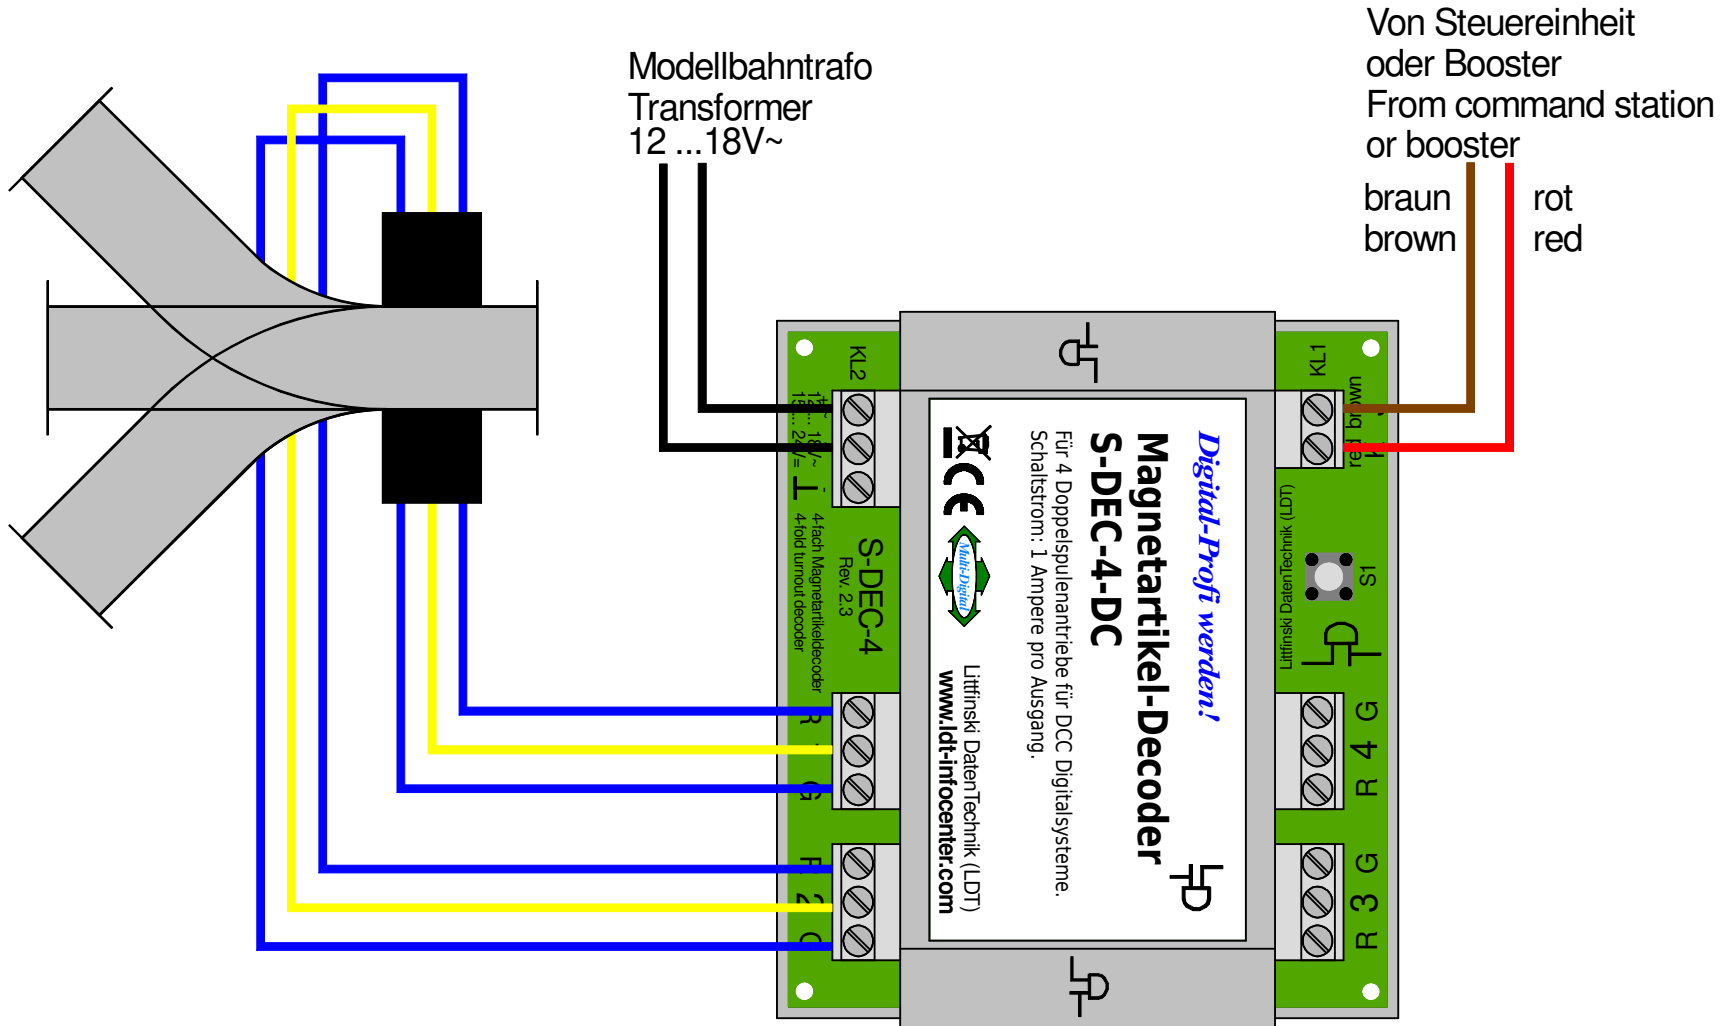 Modellbahntrafo
Transformer
12 ...18V~
Von Steuereinheit
oder Booster
From command station
or booster
braun
brown
rot
red
KL2
S-DEC-4
Rev. 2.3
4-fach Magnetartikeldecoder
4-fold turnout decoder
R
G
2
KL1
red brown
Littfinski DatenTechnik (LDT)
S1
G
4
R
G
3
R
Digital-Profi werden!
Magnetartikel-Decoder
S-DEC-4-DC
Für 4 Doppelspulenantriebe für DCC Digitalsysteme.
Schaltstrom: 1 Ampere pro Ausgang.
CE
Multi-Digital
Littfinski DatenTechnik (LDT)
www.ldt-infocenter.com